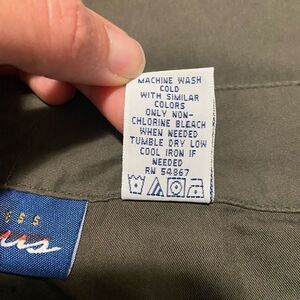 MACHINE WASH
COLD
WITH SIMILAR
COLORS
ONLY NON-
CHLORINE BLEACH
WHEN NEEDED
TUMBLE DRY LOW
COOL IRON IF
NEEDED
RN 54867